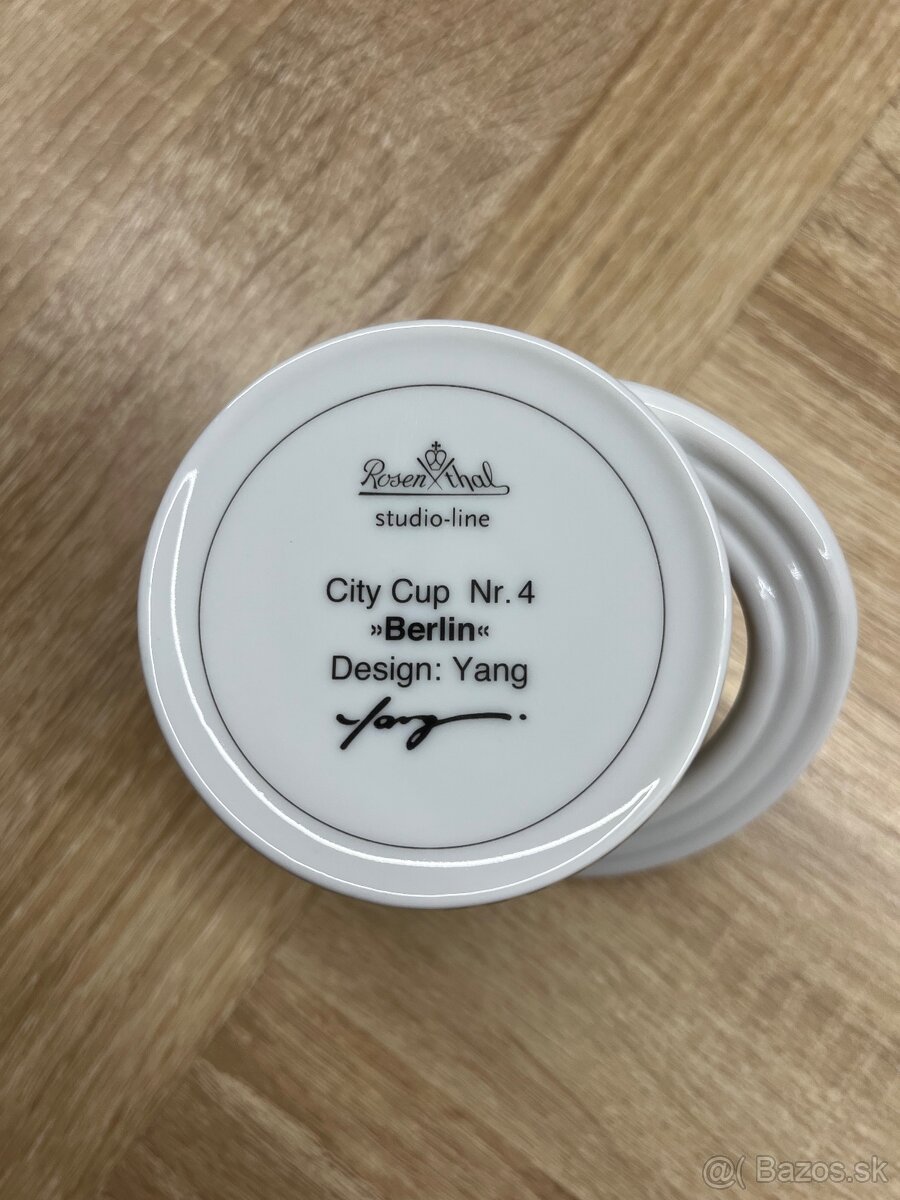 Rosenthal
studio-line
City Cup Nr. 4
»Berlin«
Design: Yang
Yang.
@( Bazos.sk